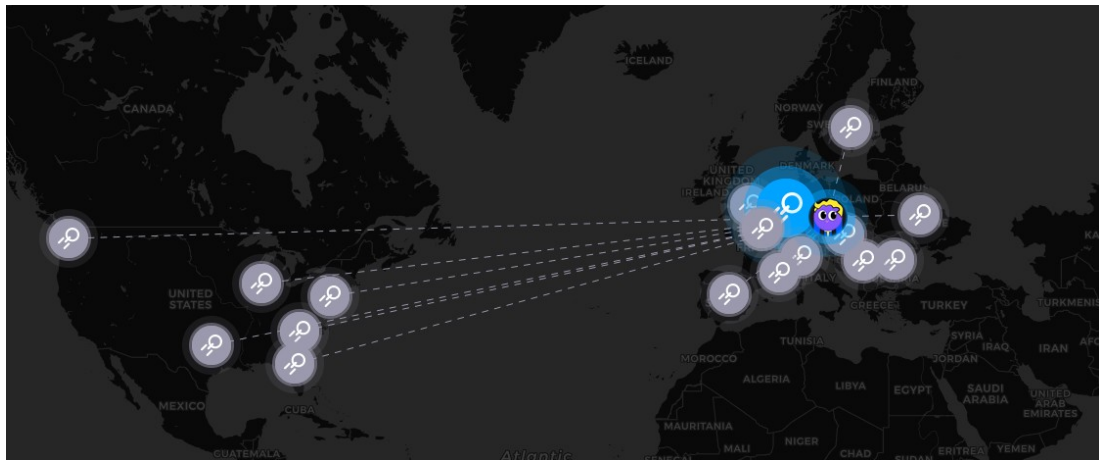 ICELAND
FINLAND
NORWAY
CANADA
DENMARK
UNITED
KINGDOM
IRELAND
BELARUS
UNITED
STATES
ITALY
GREECE
TURKEY
TURKMENIS
SYRIA
IRAQ
IRAN
TUNISIA
MOROCCO
JORDAN
ALGERIA
LIBYA
EGYPT
SAUDI
ARABIA
UNITED
ARAB
EMIRATES
MEXICO
CUBA
MAURITANIA
MALI
NIGER
CHAD
SUDAN
ERITREA
YEMEN
GUATEMALA
Atlantic